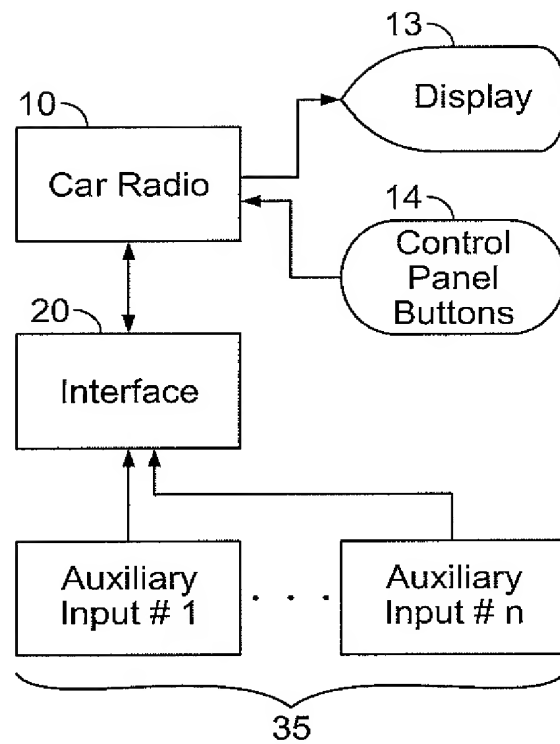 13
Display
10
Car Radio
14
Control
Panel
Buttons
20
Interface
Auxiliary
Input # 1
. . .
Auxiliary
Input # n
35